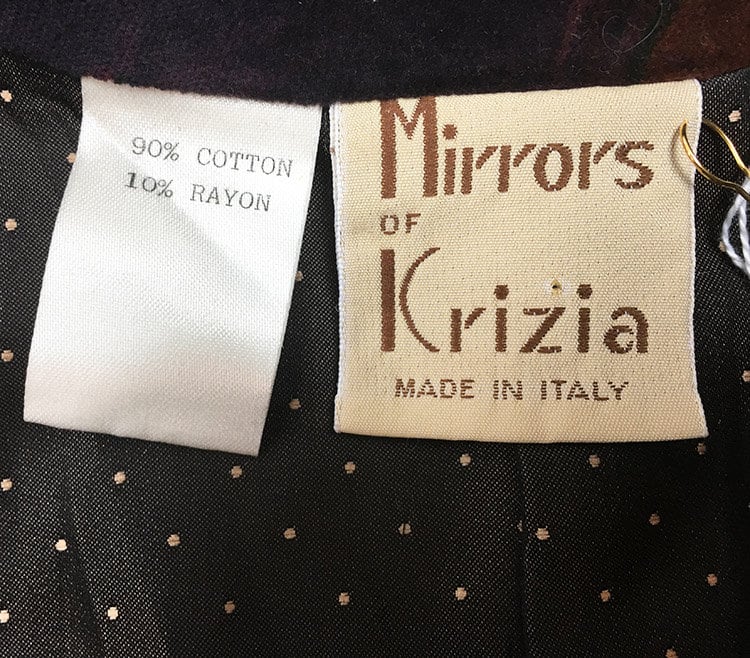 90% COTTON
10% RAYON
Mirrors
OF
Krizia
MADE IN ITALY